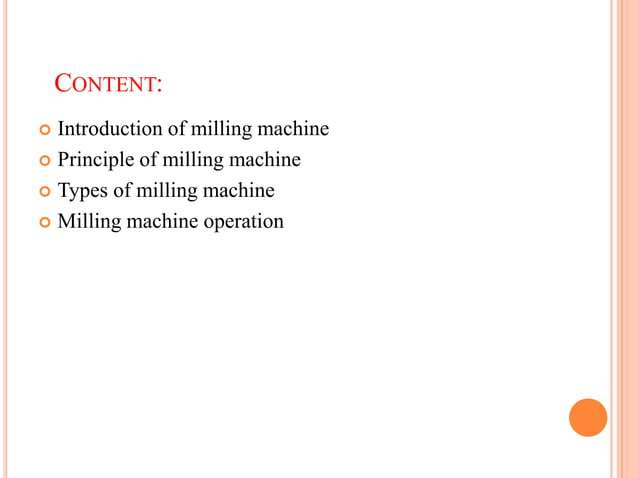 CONTENT:
Introduction of milling machine
Principle of milling machine
Types of milling machine
Milling machine operation